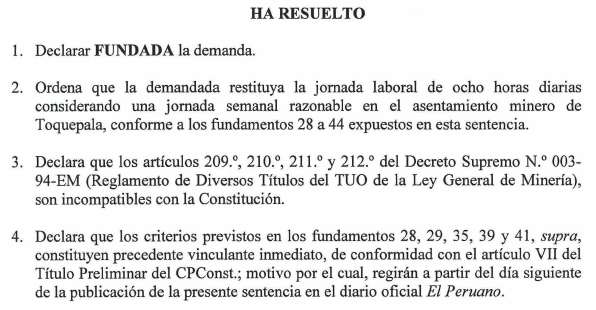 HA RESUELTO
1. Declarar FUNDADA la demanda.
2. Ordena que la demandada restituya la jornada laboral de ocho horas diarias
considerando una jornada semanal razonable en el asentamiento minero de
Toquepala, conforme a los fundamentos 28 a 44 expuestos en esta sentencia.
3. Declara que los artículos 209.º, 210.º, 211.º y 212.º del Decreto Supremo N.º 003-
94-EM (Reglamento de Diversos Títulos del TUO de la Ley General de Minería),
son incompatibles con la Constitución.
4. Declara que los criterios previstos en los fundamentos 28, 29, 35, 39 y 41, supra,
constituyen precedente vinculante inmediato, de conformidad con el artículo VII del
Título Preliminar del CPConst.; motivo por el cual, regirán a partir del día siguiente
de la publicación de la presente sentencia en el diario oficial El Peruano.